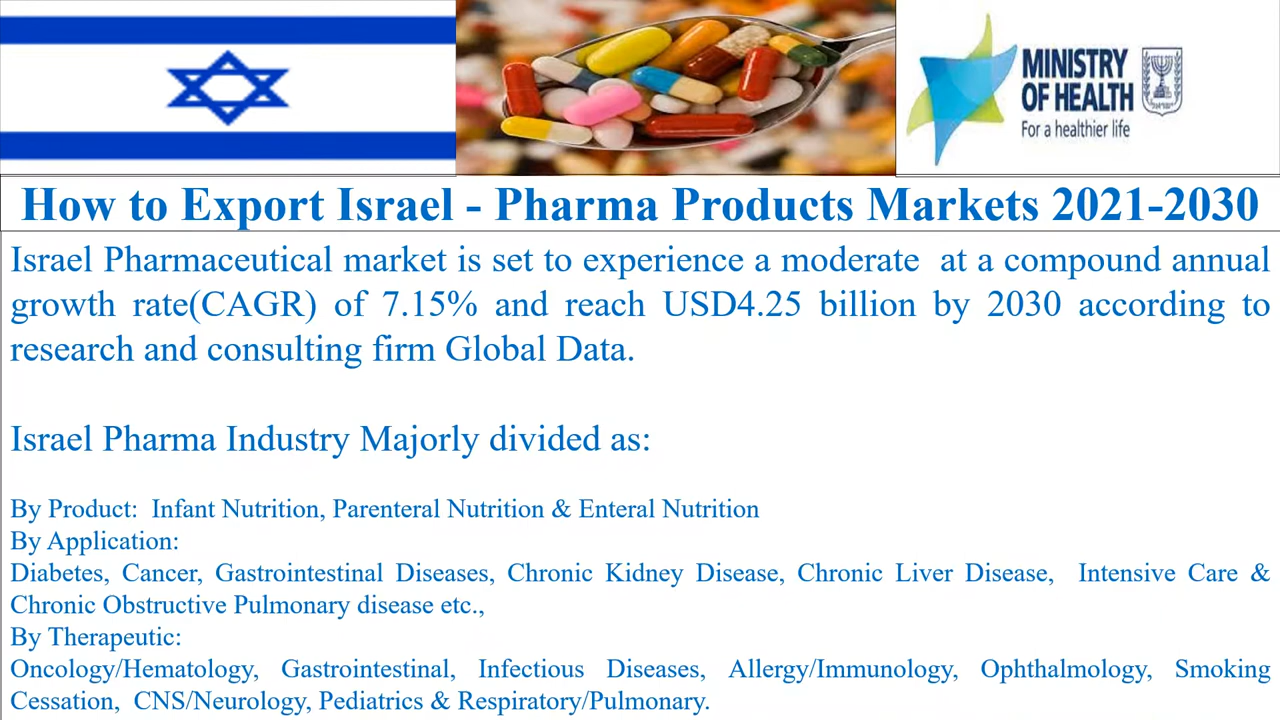 MINISTRY
OF HEALTH
For a healthier life
How to Export Israel - Pharma Products Markets 2021-2030
Israel Pharmaceutical market is set to experience a moderate  at a compound annual
growth rate(CAGR) of 7.15% and reach USD4.25 billion by 2030 according to
research and consulting firm Global Data.
Israel Pharma Industry Majorly divided as:
By Product:  Infant Nutrition, Parenteral Nutrition & Enteral Nutrition
By Application:
Diabetes, Cancer, Gastrointestinal Diseases, Chronic Kidney Disease, Chronic Liver Disease,  Intensive Care &
Chronic Obstructive Pulmonary disease etc.,
By Therapeutic:
Oncology/Hematology, Gastrointestinal, Infectious Diseases, Allergy/Immunology, Ophthalmology, Smoking
Cessation,  CNS/Neurology, Pediatrics & Respiratory/Pulmonary.